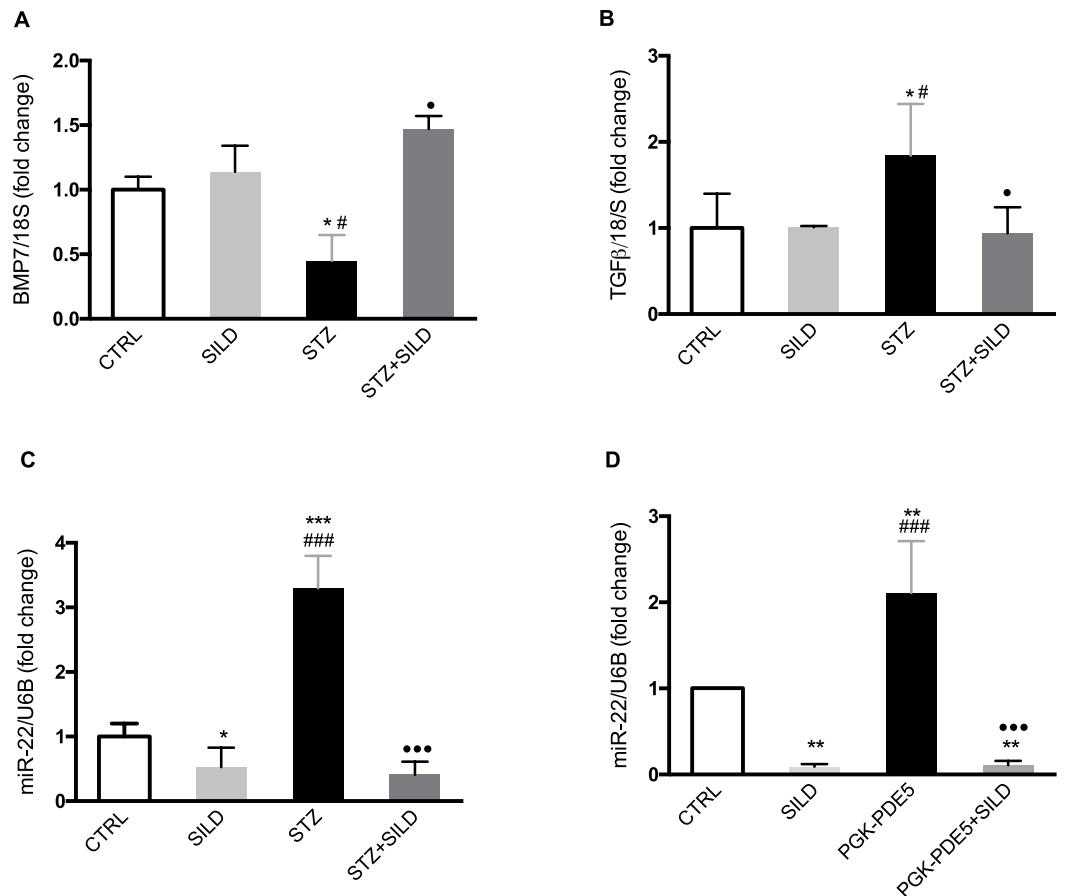 A
BMP7/18S (fold change)
2.0
1.5
1.0
0.5
0.0
* #
•
CTRL
SILD
STZ
STZ+SILD
B
TGFβ/18/S (fold change)
3
2
1
0
* #
•
CTRL
SILD
STZ
STZ+SILD
C
miR-22/U6B (fold change)
4
3
2
1
0
*
***
###
•••
CTRL
SILD
STZ
STZ+SILD
D
miR-22/U6B (fold change)
3
2
1
0
**
**
###
•••
**
CTRL
SILD
PGK-PDE5
PGK-PDE5+SILD